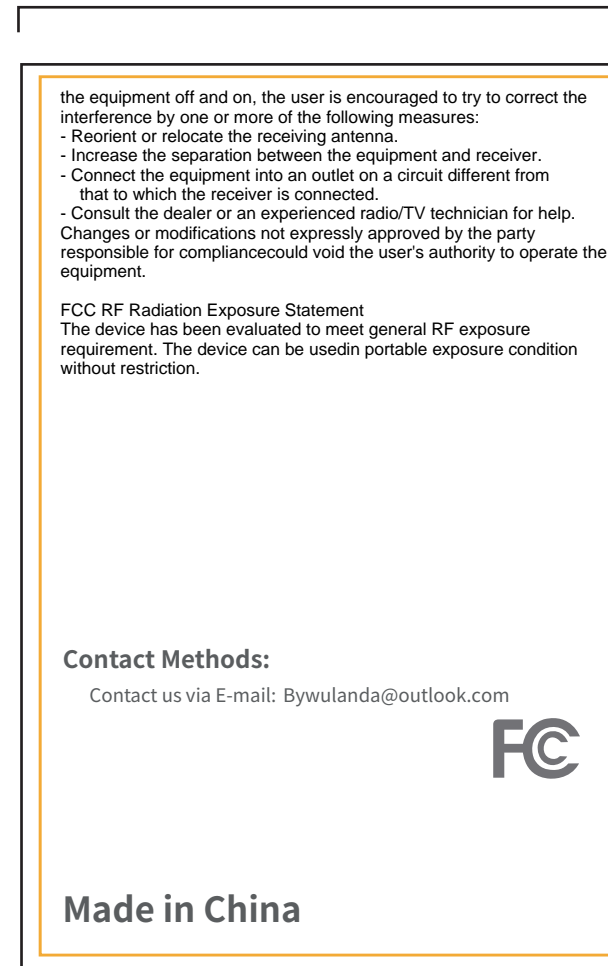 the equipment off and on, the user is encouraged to try to correct the
interference by one or more of the following measures:
- Reorient or relocate the receiving antenna.
- Increase the separation between the equipment and receiver.
- Connect the equipment into an outlet on a circuit different from
that to which the receiver is connected.
- Consult the dealer or an experienced radio/TV technician for help.
Changes or modifications not expressly approved by the party
responsible for compliancecould void the user's authority to operate the
equipment.
FCC RF Radiation Exposure Statement
The device has been evaluated to meet general RF exposure
requirement. The device can be usedin portable exposure condition
without restriction.
Contact Methods:
Contact us via E-mail: Bywulanda@outlook.com
FC
Made in China